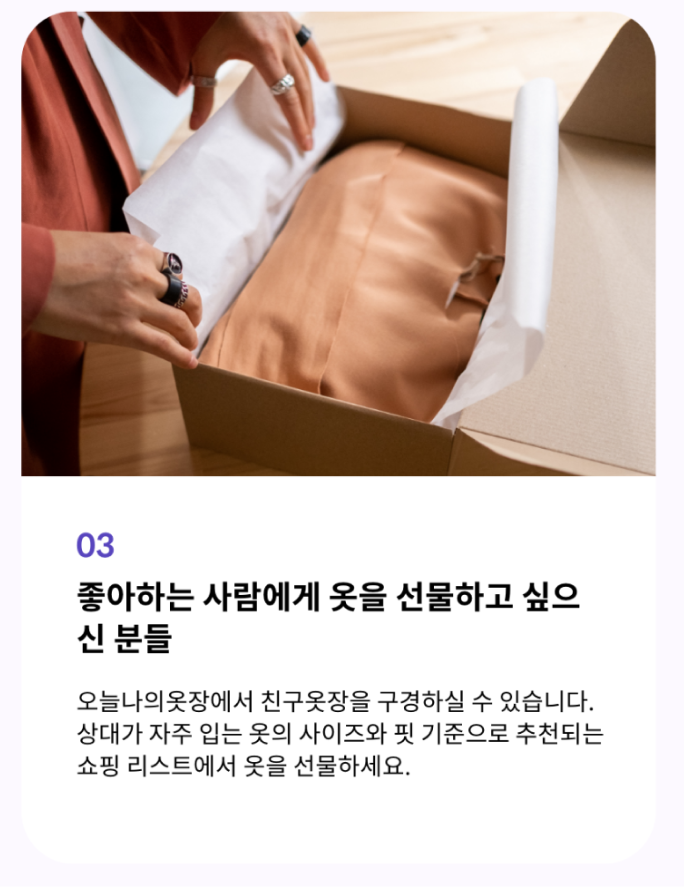 03
좋아하는 사람에게 옷을 선물하고 싶으
신 분들
오늘나의옷장에서 친구옷장을 구경하실 수 있습니다.
상대가 자주 입는 옷의 사이즈와 핏 기준으로 추천되는
쇼핑 리스트에서 옷을 선물하세요.